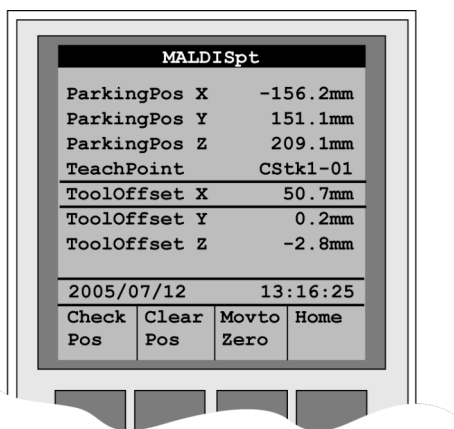 MALDISpt
ParkingPos X -156.2mm
ParkingPos Y 151.1mm
ParkingPos Z 209.1mm
TeachPoint CStk1-01
ToolOffset X 50.7mm
ToolOffset Y 0.2mm
ToolOffset Z -2.8mm
2005/07/12 13:16:25
Check Clear Movto Home
Pos Pos Zero